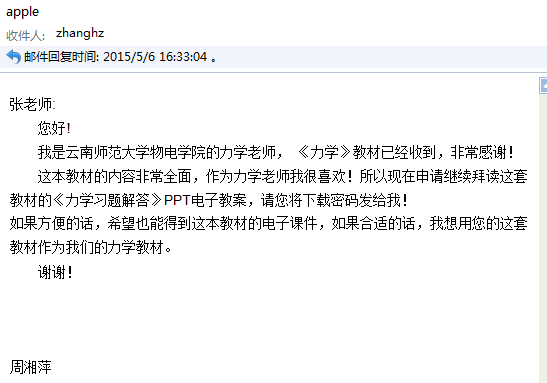 apple
收件人: zhanghz
邮件回复时间: 2015/5/6 16:33:04 。
张老师:
您好!
我是云南师范大学物电学院的力学老师， 《力学》教材已经收到，非常感谢!
这本教材的内容非常全面，作为力学老师我很喜欢! 所以现在申请继续拜读这套
教材的《力学习题解答》PPT电子教案，请您将下载密码发给我!
如果方便的话，希望也能得到这本教材的电子课件，如果合适的话，我想用您的这套
教材作为我们的力学教材。
谢谢!
周湘萍